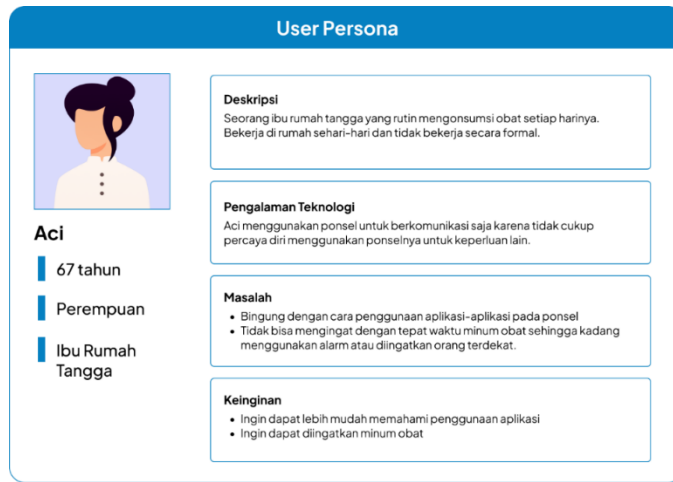 User Persona
Aci
67 tahun
Perempuan
Ibu Rumah
Tangga
Deskripsi
Seorang ibu rumah tangga yang rutin mengonsumsi obat setiap harinya.
Bekerja di rumah sehari-hari dan tidak bekerja secara formal.
Pengalaman Teknologi
Aci menggunakan ponsel untuk berkomunikasi saja karena tidak cukup
percaya diri menggunakan ponselnya untuk keperluan lain.
Masalah
• Bingung dengan cara penggunaan aplikasi-aplikasi pada ponsel
• Tidak bisa mengingat dengan tepat waktu minum obat sehingga kadang
menggunakan alarm atau diingatkan orang terdekat.
Keinginan
• Ingin dapat lebih mudah memahami penggunaan aplikasi
• Ingin dapat diingatkan minum obat